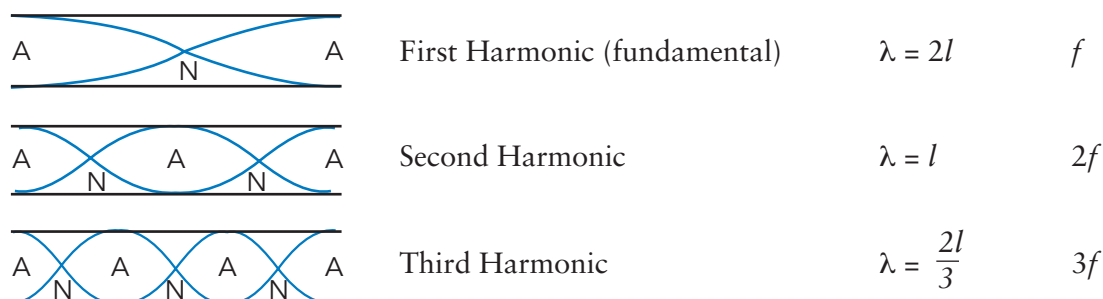 A A First Harmonic (fundamental) λ = 2l f
N
A A A Second Harmonic λ = l 2f
N N
A A A A Third Harmonic λ = 2l/3 3f
N N N